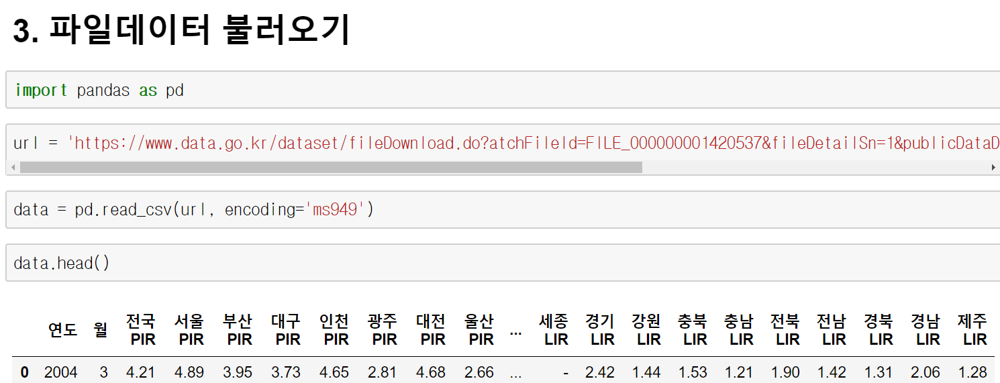 3. 파일데이터 불러오기
import pandas as pd
url = 'https://www.data.go.kr/dataset/fileDownload.do?atchFileId=FILE_000000001420537&fileDetailSn=1&publicDataD
data = pd.read_csv(url, encoding='ms949')
data.head()
연도 월 전국 PIR 서울 PIR 부산 PIR 대구 PIR 인천 PIR 광주 PIR 대전 PIR 울산 PIR ... 세종 LIR 경기 LIR 강원 LIR 충북 LIR 충남 LIR 전북 LIR 전남 LIR 경북 LIR 경남 LIR 제주 LIR
0 2004 3 4.21 4.89 3.95 3.73 4.65 2.81 4.68 2.66 ... - 2.42 1.44 1.53 1.21 1.90 1.42 1.31 2.06 1.28